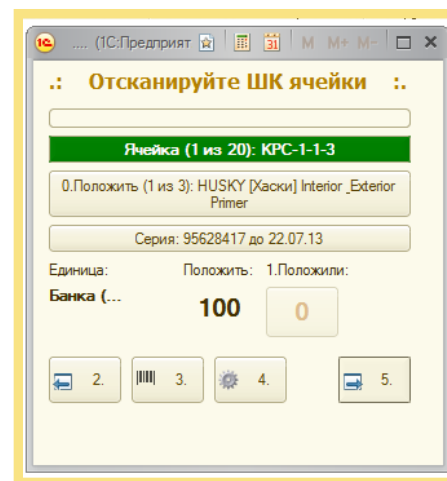 1С .... (1С:Предприят 31 M M+ M-
.: Отсканируйте ШК ячейки :.
Ячейка (1 из 20): КРС-1-1-3
0.Положить (1 из 3): HUSKY [Хаски] Interior _Exterior
Primer
Серия: 95628417 до 22.07.13
Единица: Положить: 1.Положили:
Банка (... 100 0
2. 3. 4. 5.